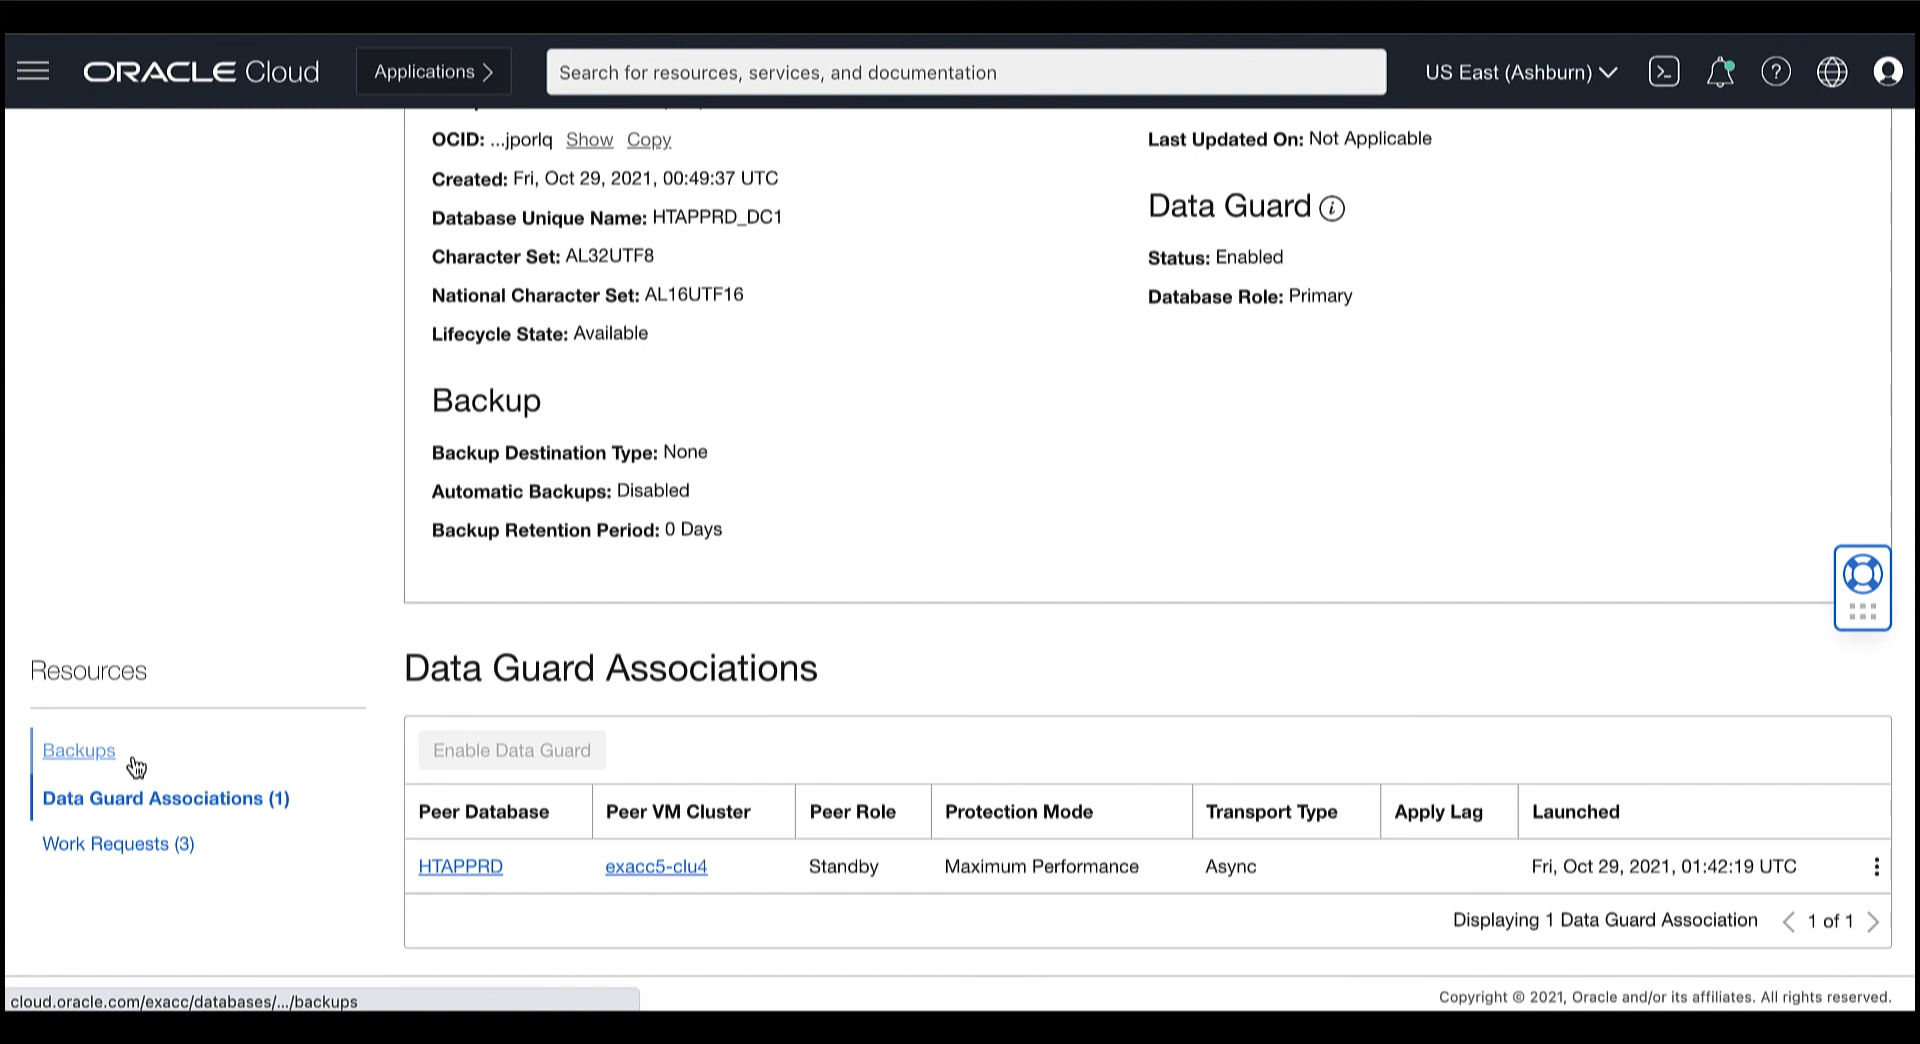 ORACLE Cloud
Applications
Search for resources, services, and documentation
US East (Ashburn)
OCID: ...jporlq Show Copy
Created: Fri, Oct 29, 2021, 00:49:37 UTC
Database Unique Name: HTAPPRD_DC1
Character Set: AL32UTF8
National Character Set: AL16UTF16
Lifecycle State: Available
Backup
Backup Destination Type: None
Automatic Backups: Disabled
Backup Retention Period: 0 Days
Last Updated On: Not Applicable
Data Guard
Status: Enabled
Database Role: Primary
Resources
Backups
Data Guard Associations (1)
Work Requests (3)
Data Guard Associations
Enable Data Guard
Peer Database Peer VM Cluster Peer Role Protection Mode Transport Type Apply Lag Launched
HTAPPRD exacc5-clu4 Standby Maximum Performance Async Fri, Oct 29, 2021, 01:42:19 UTC
Displaying 1 Data Guard Association 1 of 1
cloud.oracle.com/exacc/databases/.../backups
Copyright © 2021, Oracle and/or its affiliates. All rights reserved.